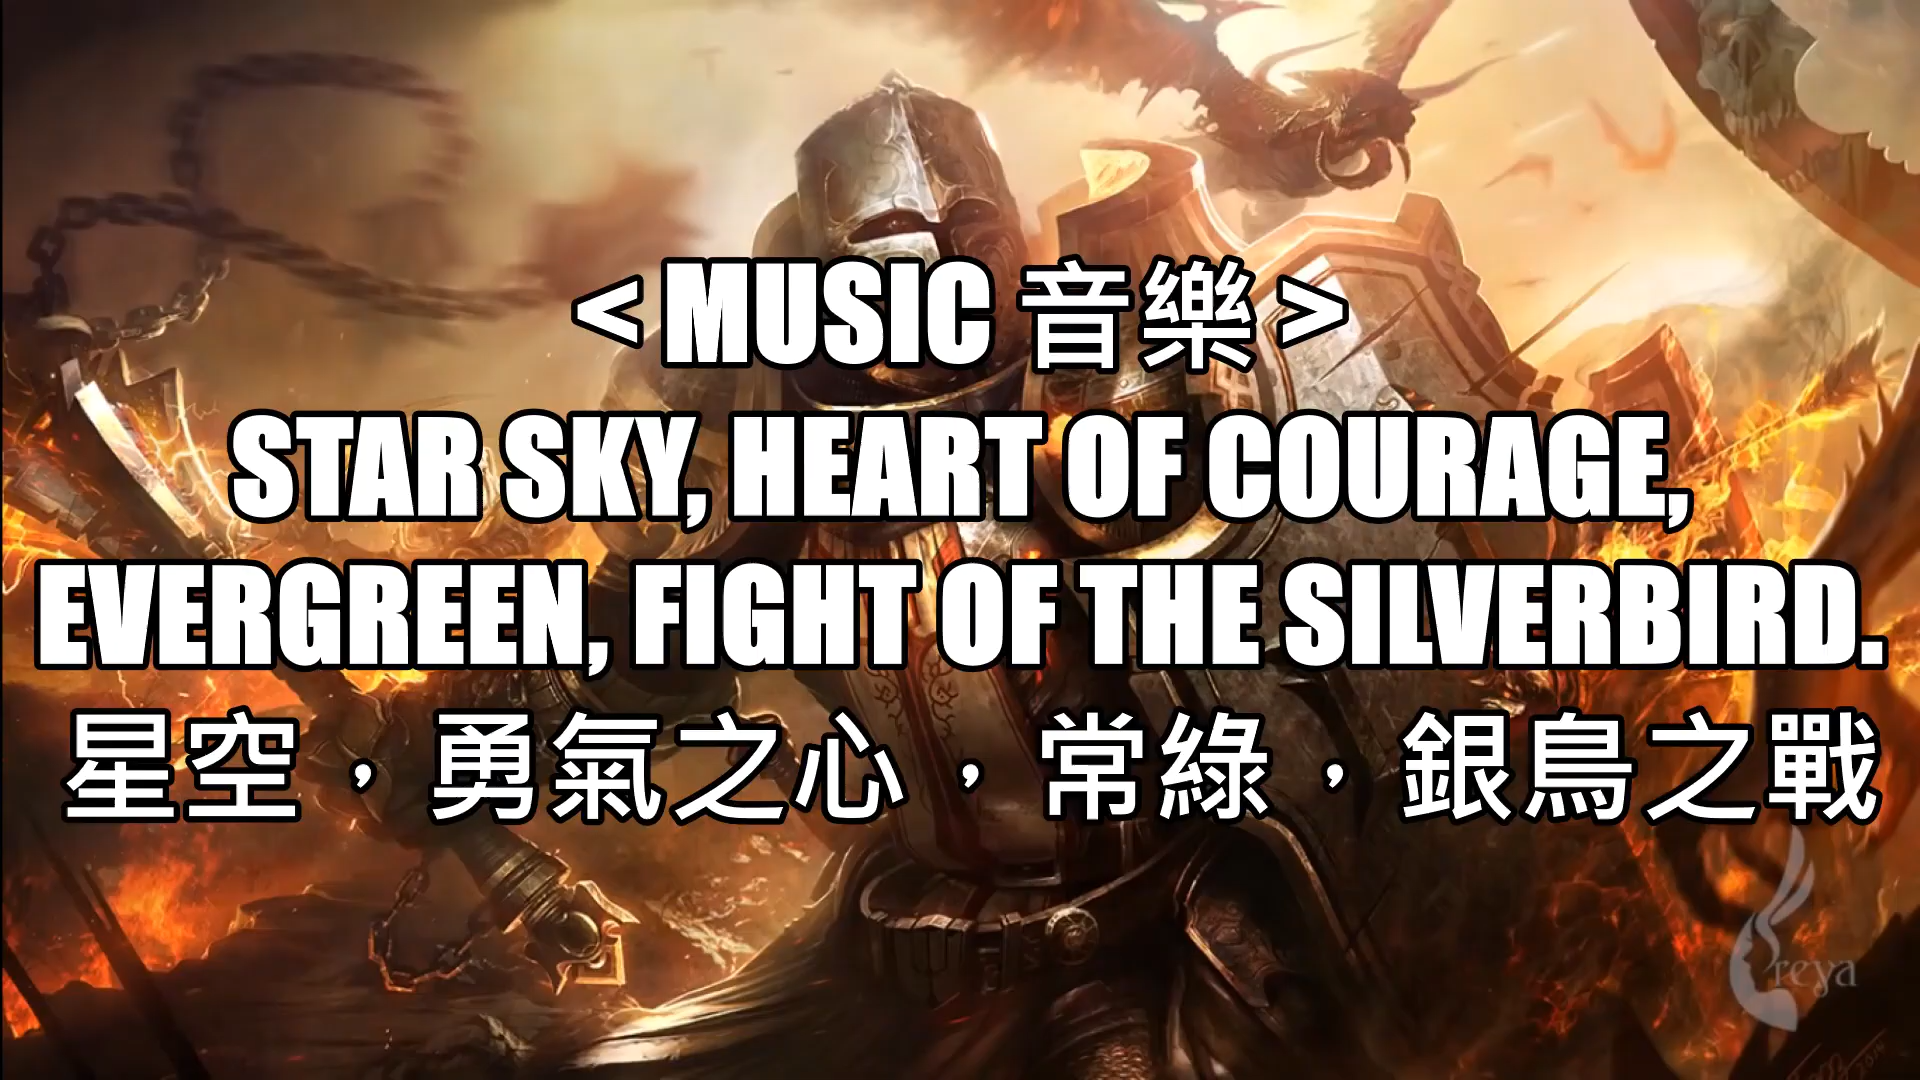 < MUSIC 音樂 >
STAR SKY, HEART OF COURAGE,
EVERGREEN, FIGHT OF THE SILVERBIRD.
星空，勇氣之心，常綠，銀鳥之戰
reya